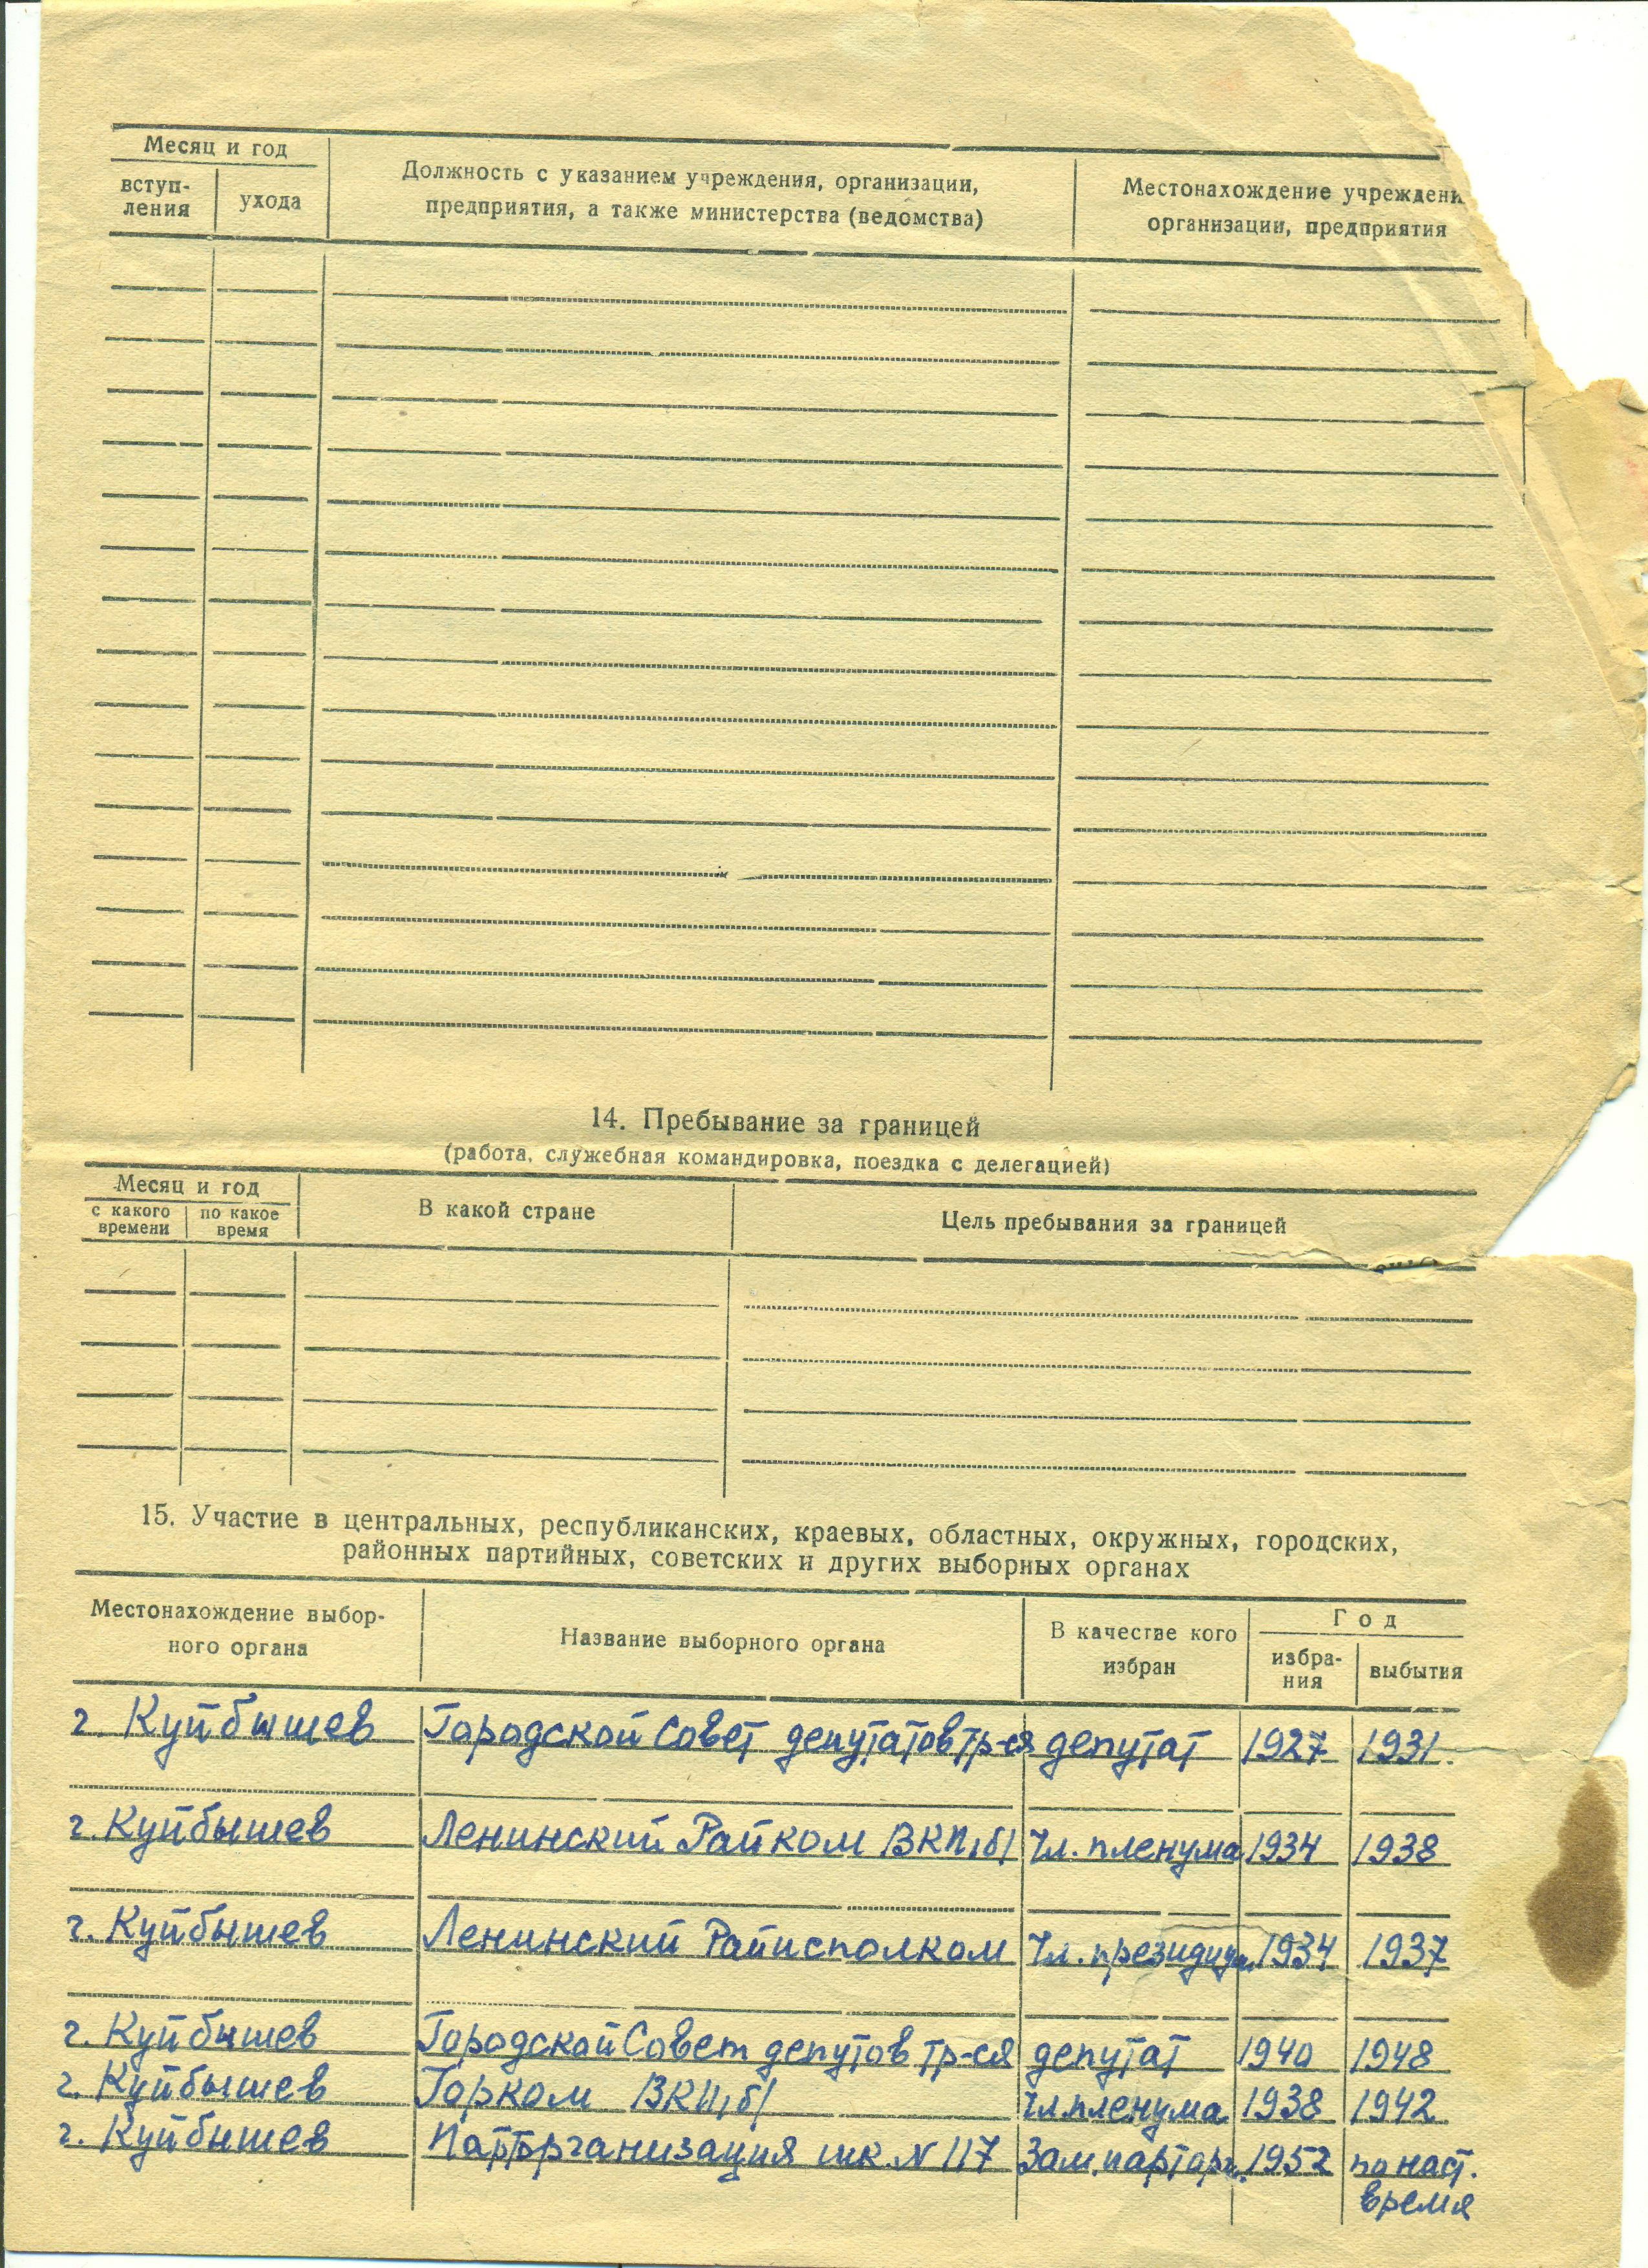 Месяц и год
вступ-
ления
ухода
Должность с указанием учреждения, организации,
предприятия, а также министерства (ведомства)
Местонахождение учреждени
организации, предприятия
14. Пребывание за границей
(работа, служебная командировка, поездка с делегацией)
Месяц и год
с какого
времени
по какое
время
В какой стране
Цель пребывания за границей
15. Участие в центральных, республиканских, краевых, областных, окружных, городских,
районных партийных, советских и других выборных органах
Местонахождение выбор-
ного органа
Название выборного органа
В качестве кого
избран
Год
избра-
ния
выбытия
г. Куйбышев Городской Совет депутатов тр-ся депутат 1927 1931.
г. Куйбышев Ленинский Райком ВКП/б/ Чл. пленума 1934 1938
г. Куйбышев Ленинский Райисполком Чл. президиум. 1934 1937
г. Куйбышев Городской Совет депутов тр-ся депутат 1940 1948
г. Куйбышев Горком ВКП/б/ Чл. пленума 1938 1942
г. Куйбышев Парторганизация шк. N 117 Зам. парторг. 1952 по наст.
время